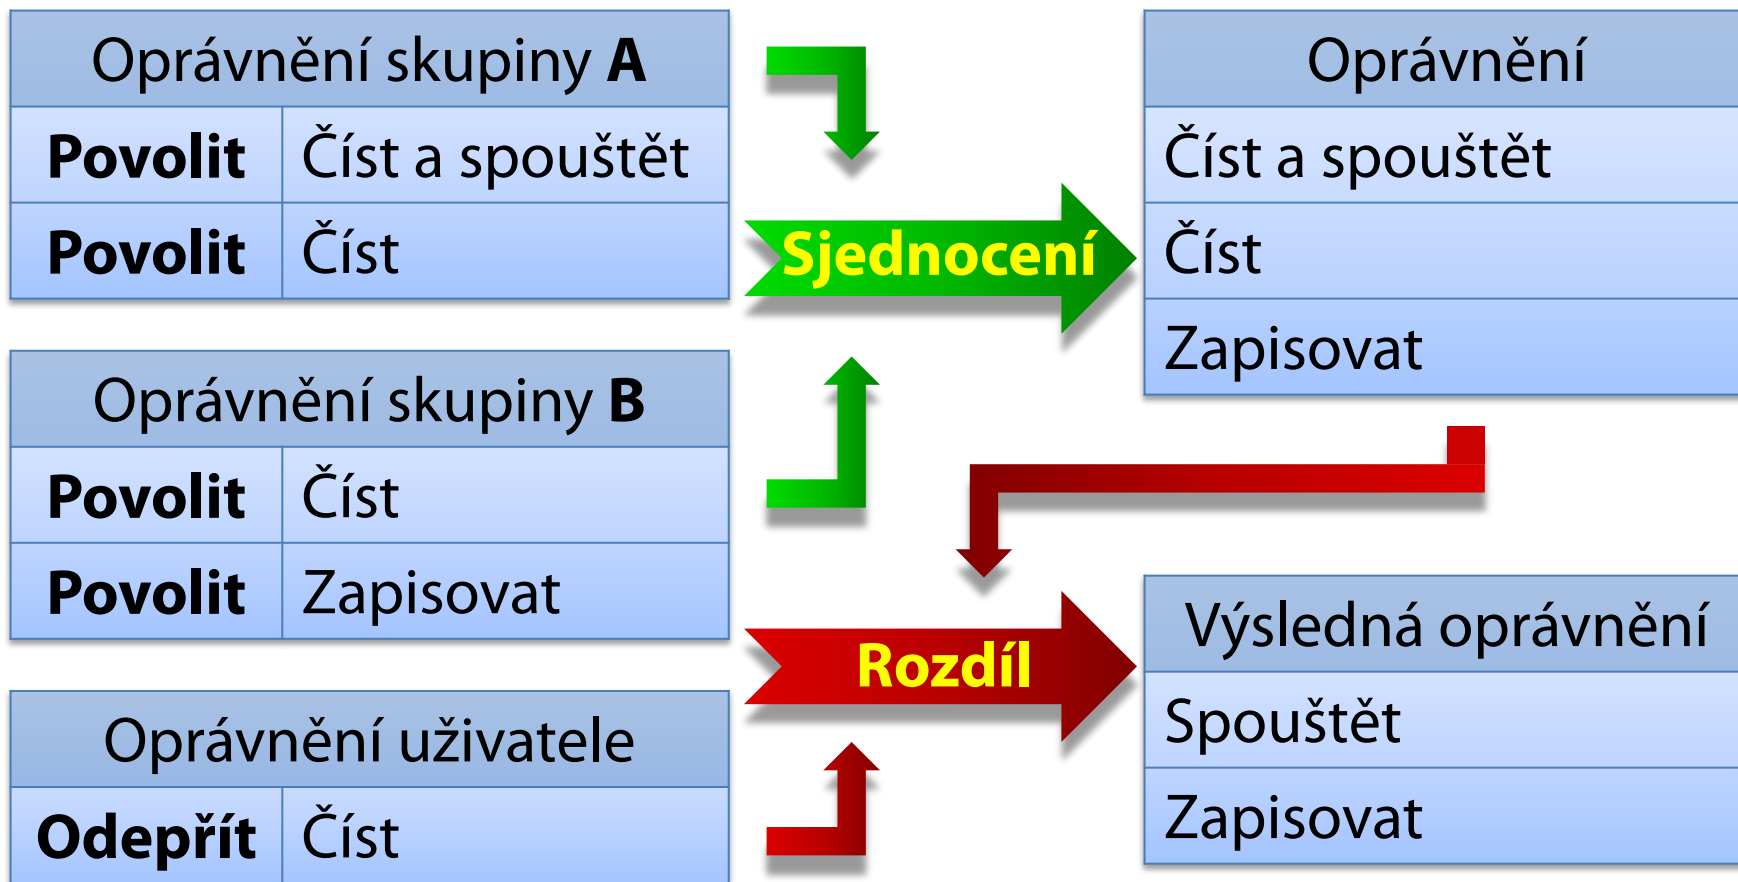 Oprávnění skupiny A
Povolit Číst a spouštět
Povolit Číst
Oprávnění skupiny B
Povolit Číst
Povolit Zapisovat
Oprávnění uživatele
Odepřít Číst
Sjednocení
Rozdíl
Oprávnění
Číst a spouštět
Číst
Zapisovat
Výsledná oprávnění
Spouštět
Zapisovat